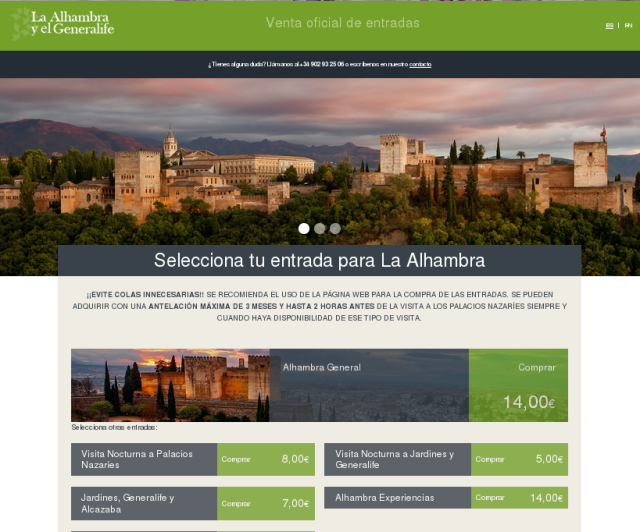 La Alhambra
y el Generalife
Venta oficial de entradas
ES | EN
¿Tienes alguna duda? Llámanos al +34 902 93 25 06 o escríbenos en nuestro contacto
Selecciona tu entrada para La Alhambra
¡¡EVITE COLAS INNECESARIAS!! SE RECOMIENDA EL USO DE LA PÁGINA WEB PARA LA COMPRA DE LAS ENTRADAS. SE PUEDEN
ADQUIRIR CON UNA ANTELACIÓN MÁXIMA DE 3 MESES Y HASTA 2 HORAS ANTES DE LA VISITA A LOS PALACIOS NAZARÍES SIEMPRE Y
CUANDO HAYA DISPONIBILIDAD DE ESE TIPO DE VISITA.
Alhambra General
Comprar
14,00€
Selecciona otras entradas:
Visita Nocturna a Palacios
Nazaríes
Comprar 8,00€
Visita Nocturna a Jardines y
Generalife
Comprar 5,00€
Jardines, Generalife y
Alcazaba
Comprar 7,00€
Alhambra Experiencias
Comprar 14,00€